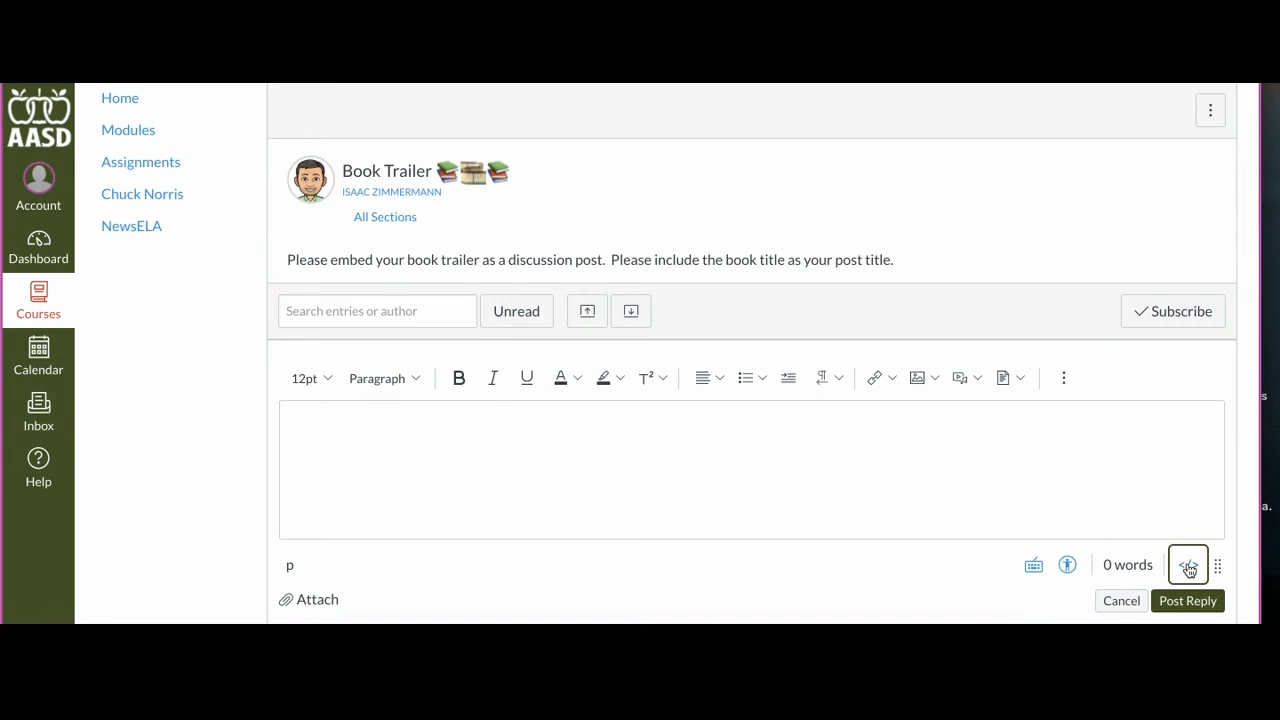 AASD
Account
Dashboard
Courses
Calendar
Inbox
Help
Home
Modules
Assignments
Chuck Norris
NewsELA
Book Trailer
ISAAC ZIMMERMANN
All Sections
Please embed your book trailer as a discussion post. Please include the book title as your post title.
Search entries or author
Unread
Subscribe
12pt
Paragraph
B I U A T²
p
0 words
</>
Attach
Cancel
Post Reply
s
a.